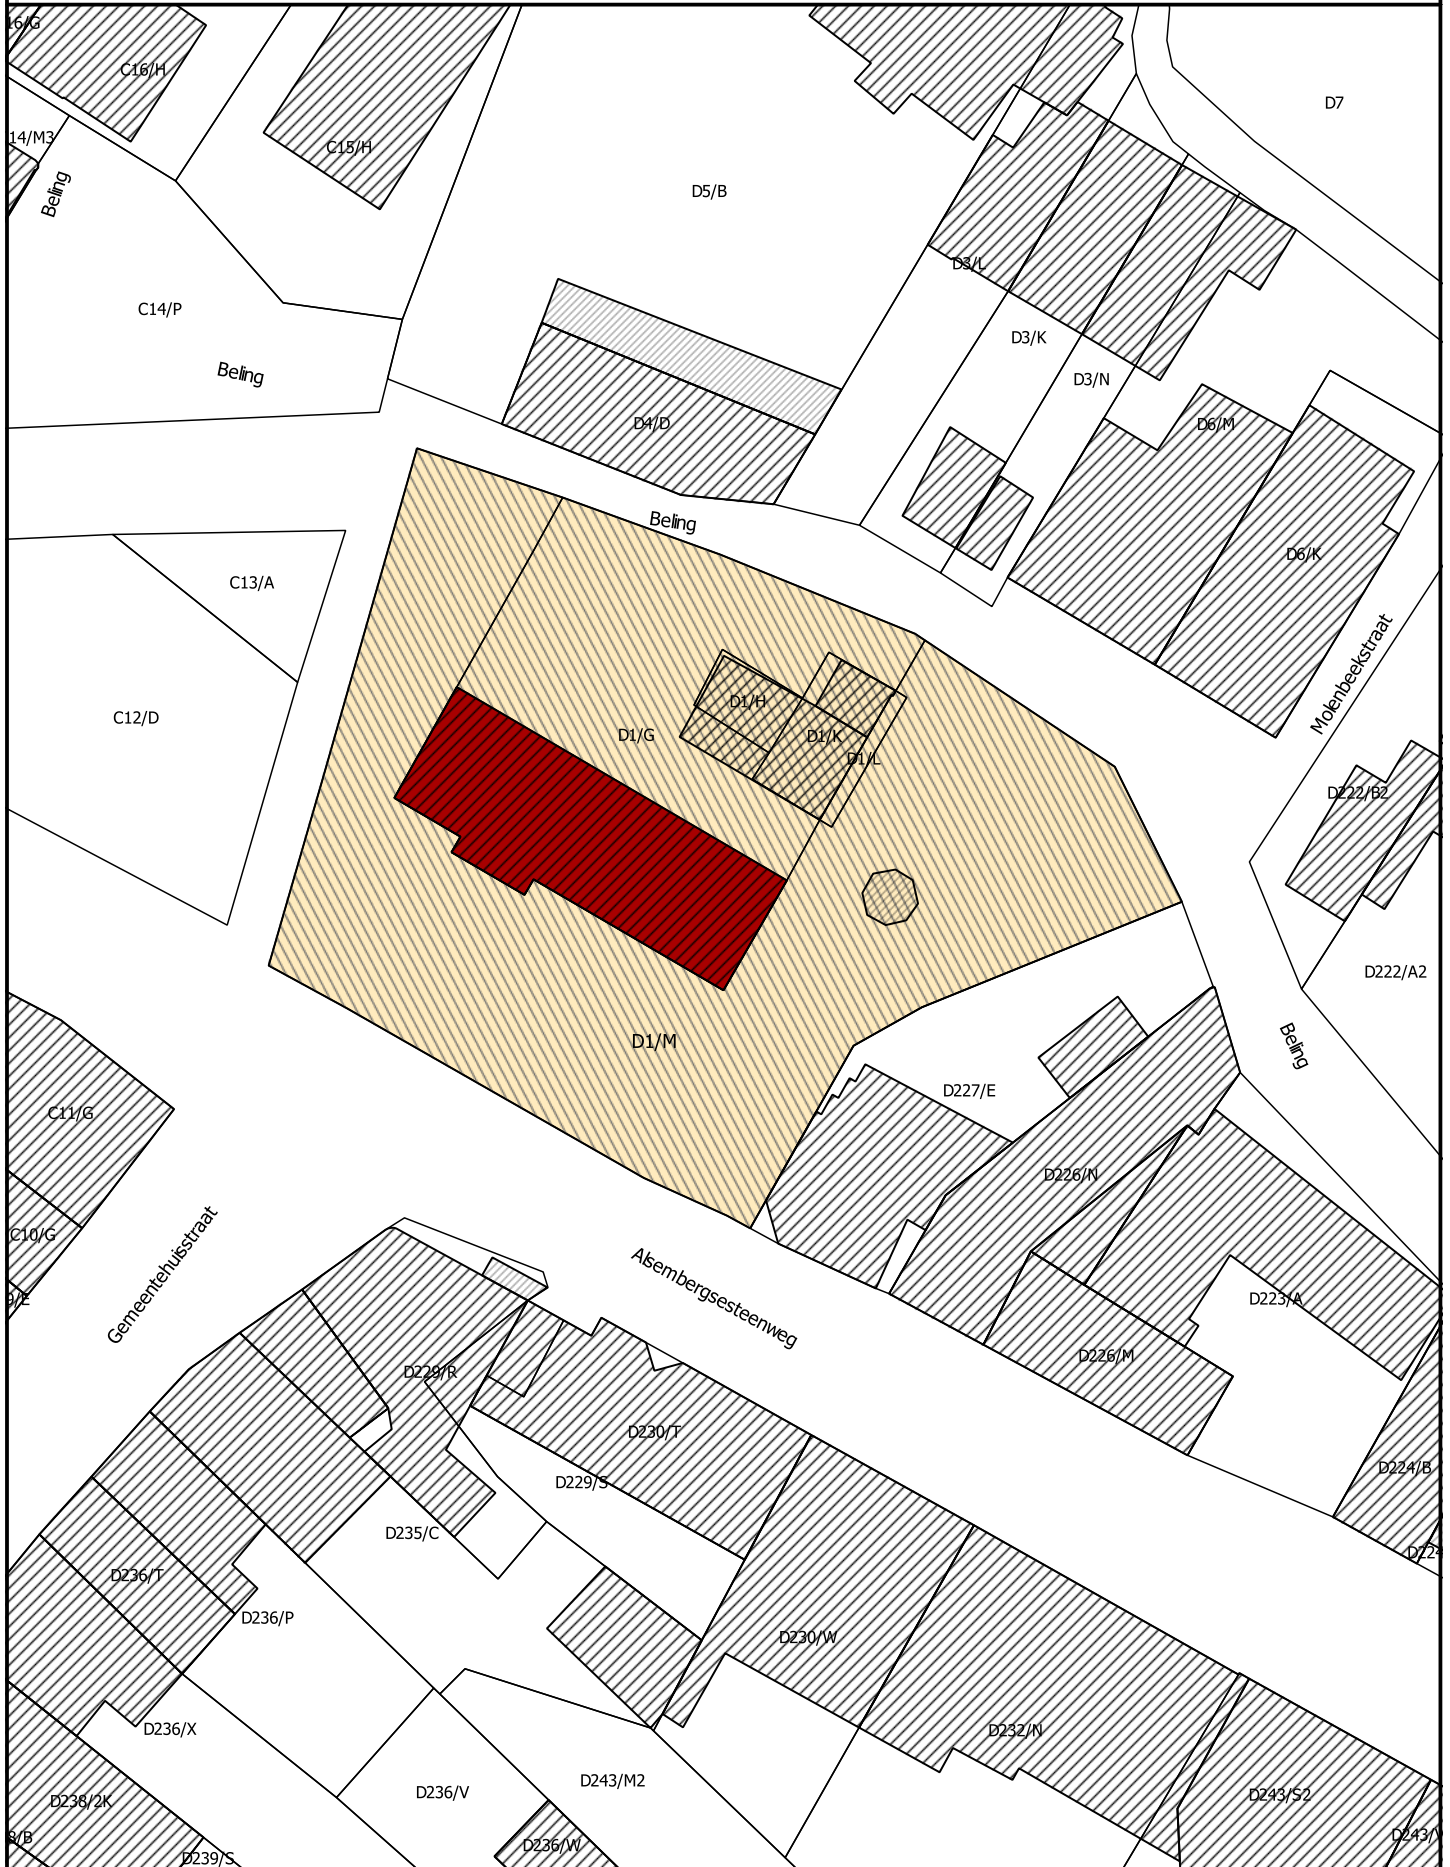 16/G
C16/H
D7
14/M3
C15/H
Beling
D5/B
D3/L
C14/P
D3/K
Beling
D3/N
D4/D
D6/M
Beling
D6/K
C13/A
Molenbeekstraat
D1/H
C12/D
D1/G
D1/K
D1/L
D222/B2
D222/A2
D1/M
Beling
D227/E
C11/G
D226/N
C10/G
Gemeentehuisstraat
Alsembergsesteenweg
9/E
D223/A
D226/M
D229/R
D230/T
D224/B
D229/S
D235/C
D224
D236/T
D236/P
D230/W
D236/X
D232/N
D243/M2
D236/V
D243/S2
D238/2K
8/B
D236/W
D243/
D239/S